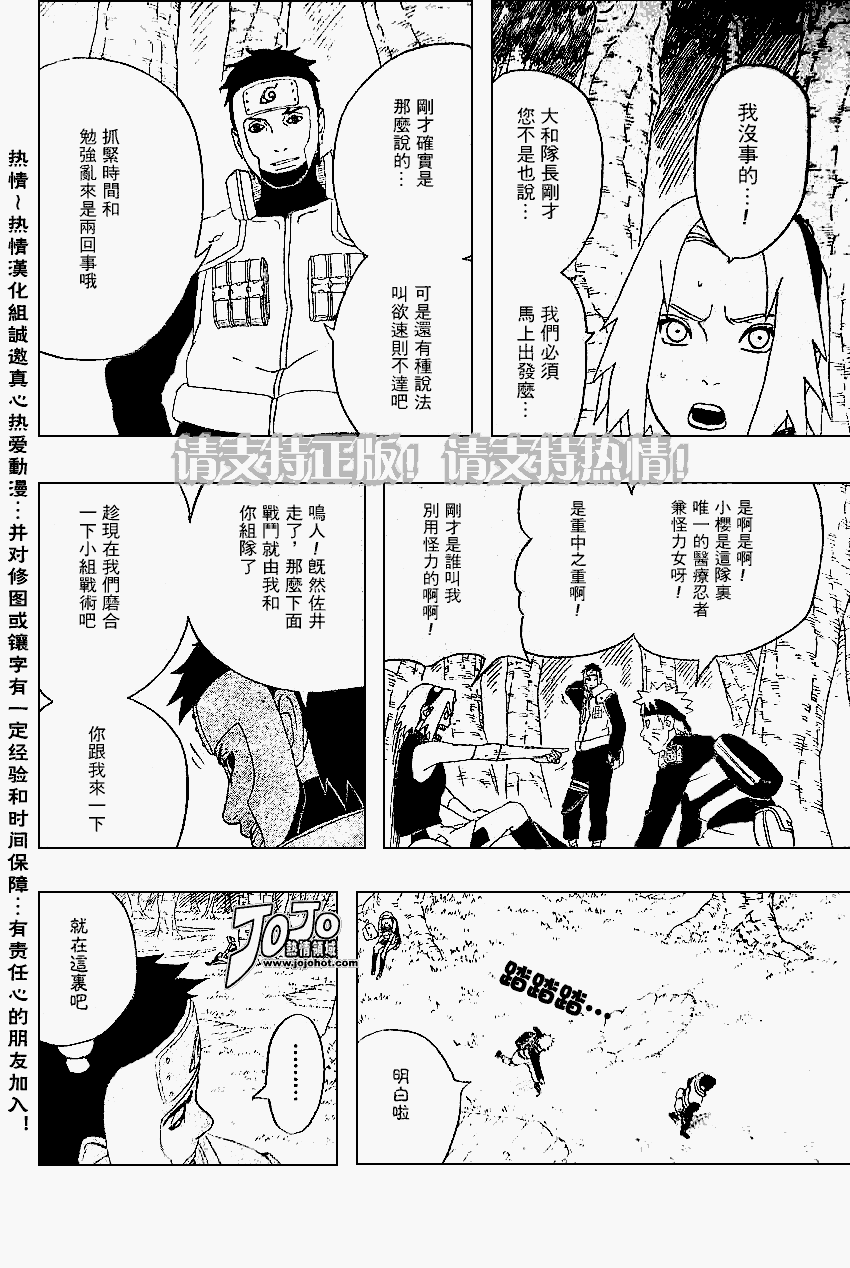 我沒事的…!
大和隊長剛才
您不是也説…
我們必須
馬上出發麼…
剛才確實是
那麼說的…
可是還有種說法
叫欲速則不達吧
抓緊時間和
勉強亂來是兩回事哦
请支持正版! 请支持热情!
是啊是啊!
小櫻是這隊裏
唯一的醫療忍者
兼怪力女呀!
是重中之重啊!
剛才是誰叫我
別用怪力的啊啊!
鳴人!既然佐井
走了,那麼下面
戰鬥就由我和
你組隊了
趁現在我們磨合
一下小組戰術吧
你跟我來一下
踏踏踏…
明白啦
JOJO
熱情領域
www.jojohot.com
………
就在這裏吧
热情~热情漢化組誠邀真心热爱動漫…并对修图或镶字有一定经验和时间保障…有责任心的朋友加入!